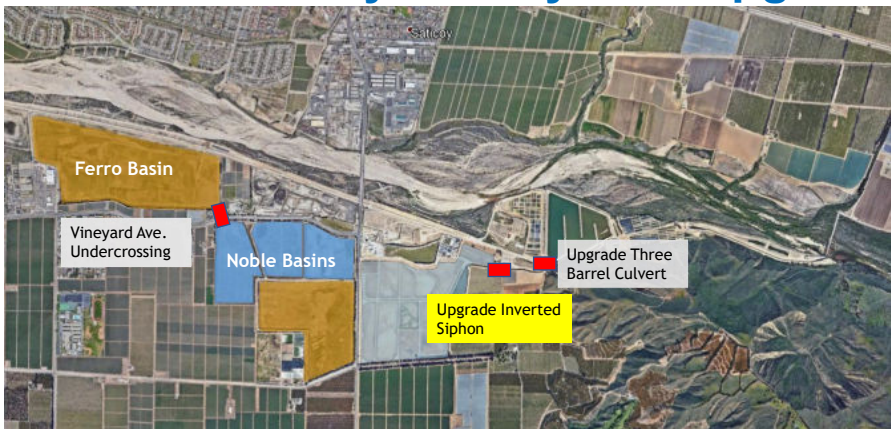 Saticoy
Ferro Basin
Vineyard Ave.
Undercrossing
Noble Basins
Upgrade Three
Barrel Culvert
Upgrade Inverted
Siphon